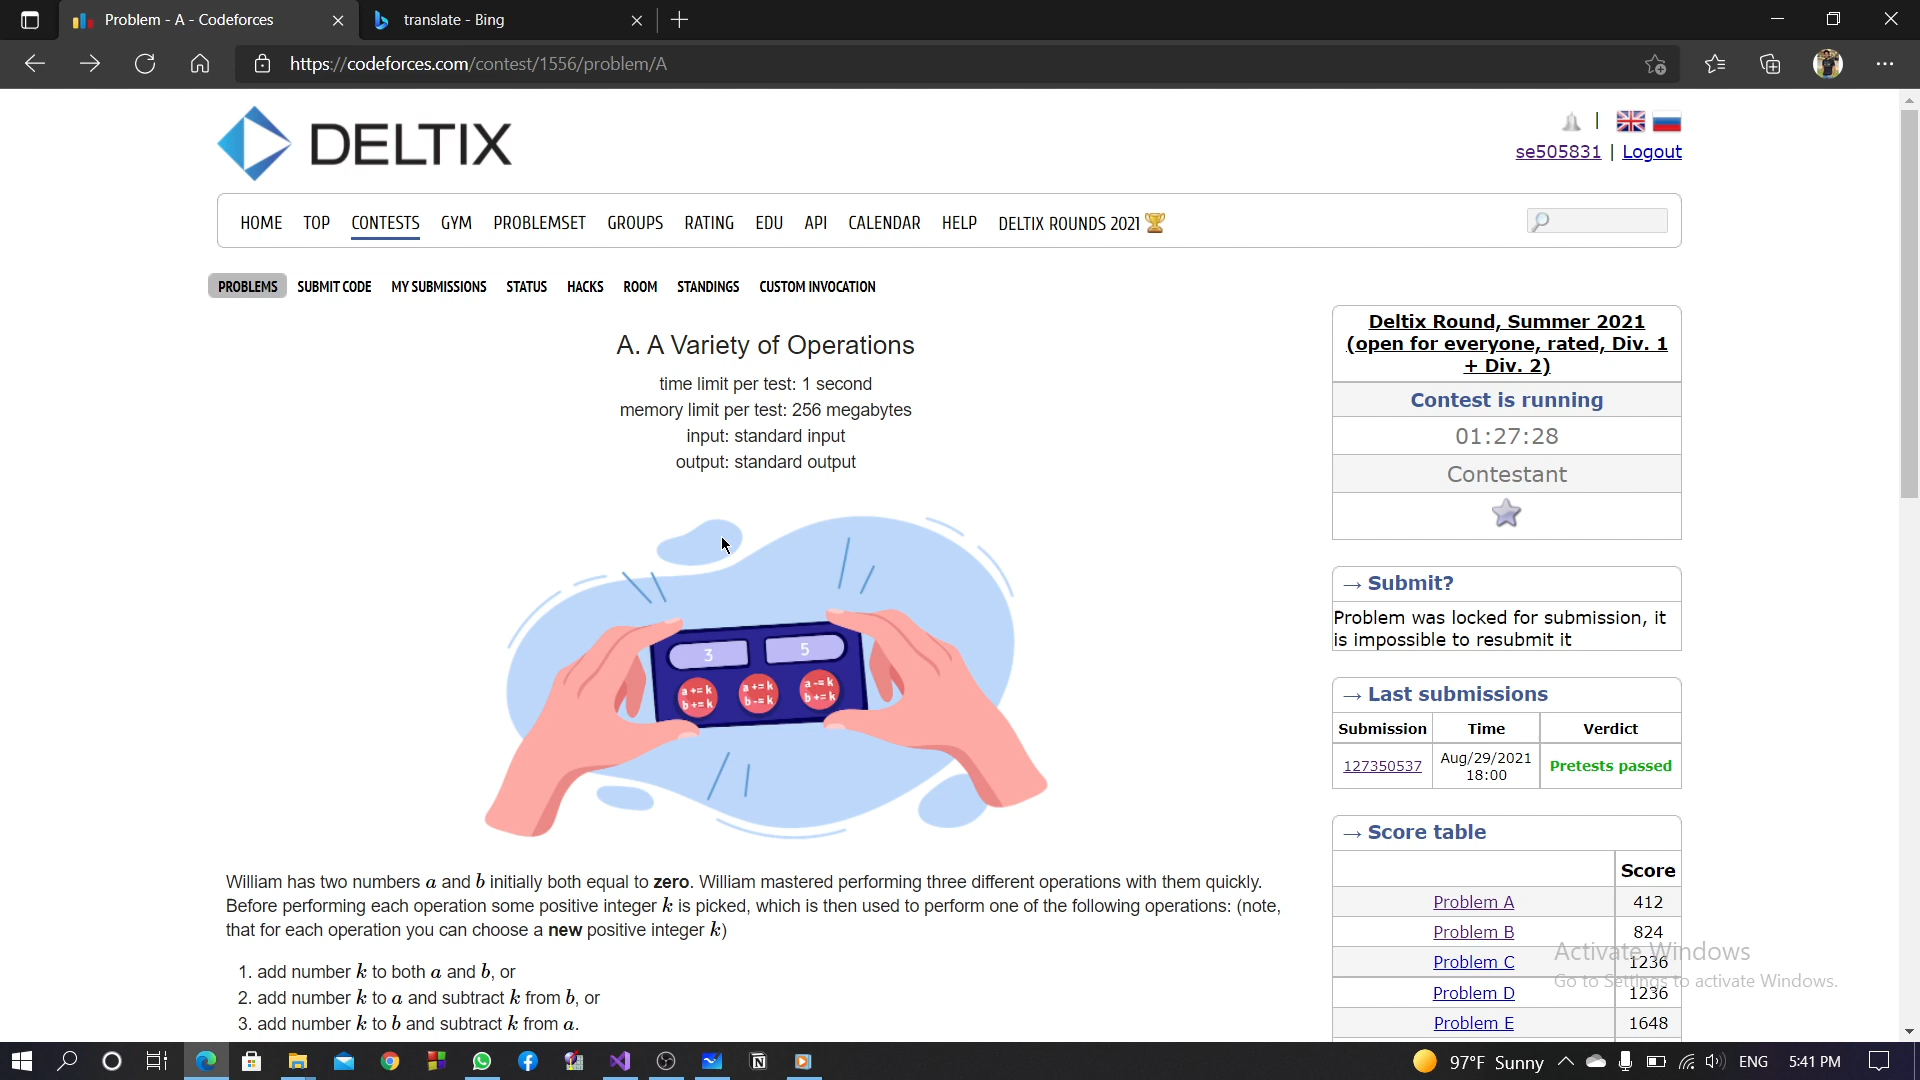 Problem - A - Codeforces
translate - Bing
https://codeforces.com/contest/1556/problem/A
DELTIX
se505831 | Logout
HOME TOP CONTESTS GYM PROBLEMSET GROUPS RATING EDU API CALENDAR HELP DELTIX ROUNDS 2021
PROBLEMS SUBMIT CODE MY SUBMISSIONS STATUS HACKS ROOM STANDINGS CUSTOM INVOCATION
A. A Variety of Operations
time limit per test: 1 second
memory limit per test: 256 megabytes
input: standard input
output: standard output
3 5
a += k a += k a -= k
b += k b -= k b += k
William has two numbers a and b initially both equal to zero. William mastered performing three different operations with them quickly.
Before performing each operation some positive integer k is picked, which is then used to perform one of the following operations: (note,
that for each operation you can choose a new positive integer k)
1. add number k to both a and b, or
2. add number k to a and subtract k from b, or
3. add number k to b and subtract k from a.
Deltix Round, Summer 2021
(open for everyone, rated, Div. 1
+ Div. 2)
Contest is running
01:27:28
Contestant
→ Submit?
Problem was locked for submission, it
is impossible to resubmit it
→ Last submissions
Submission Time Verdict
127350537 Aug/29/2021 18:00 Pretests passed
→ Score table
Score
Problem A 412
Problem B 824
Problem C 1236
Problem D 1236
Problem E 1648
Activate Windows
Go to Settings to activate Windows.
97°F Sunny ENG 5:41 PM